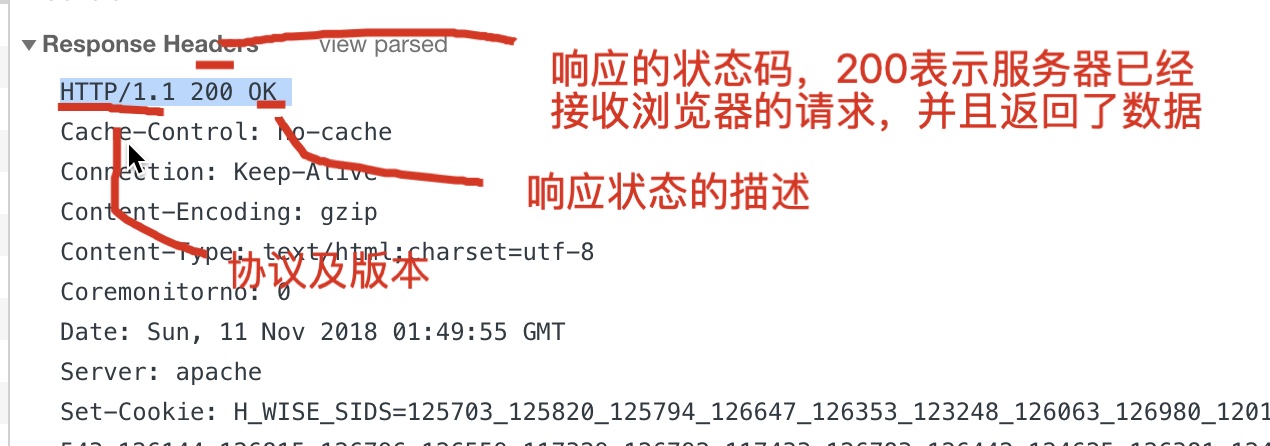 Response Headers view parsed
响应的状态码，200表示服务器已经
接收浏览器的请求，并且返回了数据
HTTP/1.1 200 OK
Cache-Control: no-cache
Connection: Keep-Alive
响应状态的描述
Content-Encoding: gzip
Content-Type: text/html;charset=utf-8
协议及版本
Coremonitorno: 0
Date: Sun, 11 Nov 2018 01:49:55 GMT
Server: apache
Set-Cookie: H_WISE_SIDS=125703_125820_125794_126647_126353_123248_126063_126980_1201